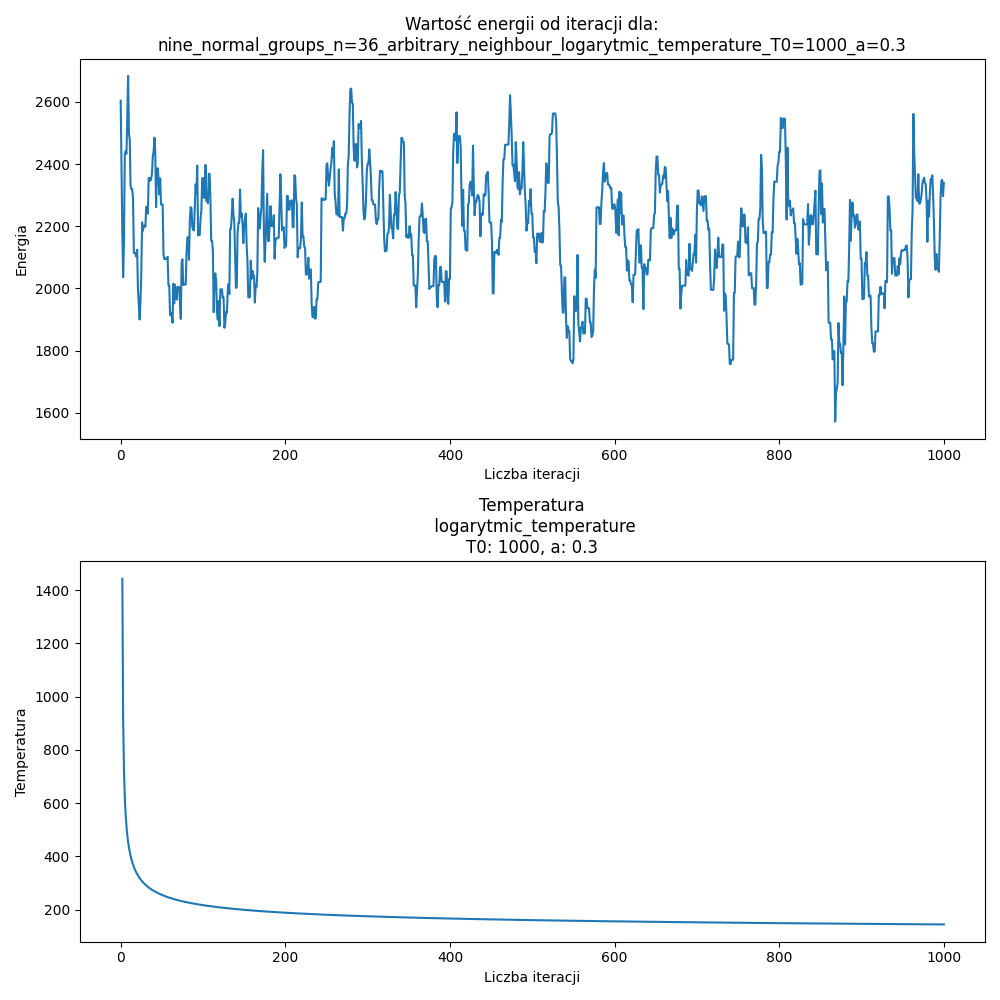 Wartość energii od iteracji dla:
nine_normal_groups_n=36_arbitrary_neighbour_logarytmic_temperature_T0=1000_a=0.3
2600
2400
2200
2000
1800
1600
Energia
0 200 400 600 800 1000
Liczba iteracji
Temperatura
logarytmic_temperature
T0: 1000, a: 0.3
1400
1200
1000
800
600
400
200
Temperatura
0 200 400 600 800 1000
Liczba iteracji